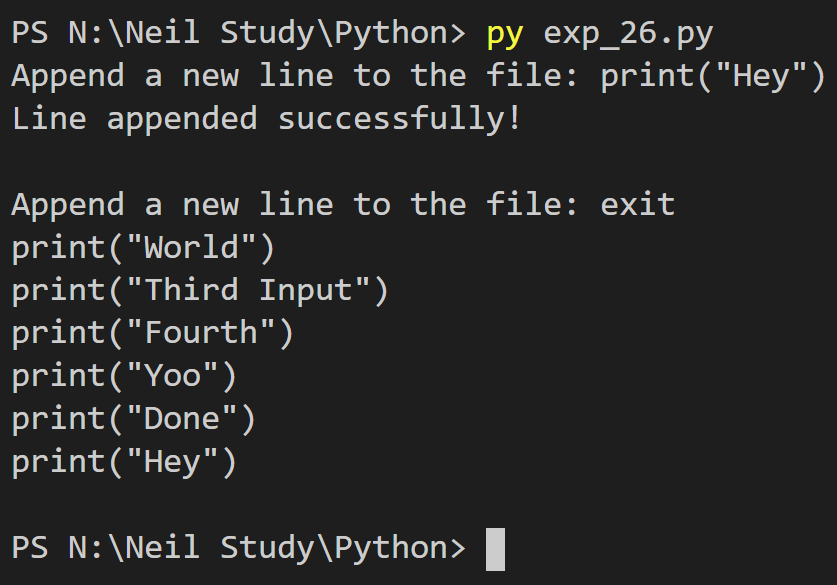 PS N:\Neil Study\Python> py exp_26.py
Append a new line to the file: print("Hey")
Line appended successfully!
Append a new line to the file: exit
print("World")
print("Third Input")
print("Fourth")
print("Yoo")
print("Done")
print("Hey")
PS N:\Neil Study\Python>